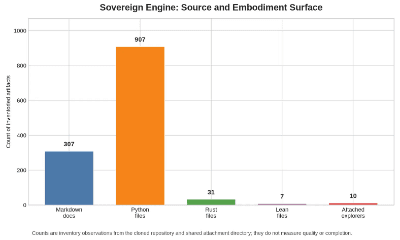 Sovereign Engine: Source and Embodiment Surface
Count of inventoried artifacts
1000
800
600
400
200
0
307
907
31
7
10
Markdown
docs
Python
files
Rust
files
Lean
files
Attached
explorers
Counts are inventory observations from the cloned repository and shared attachment directory; they do not measure quality or completion.